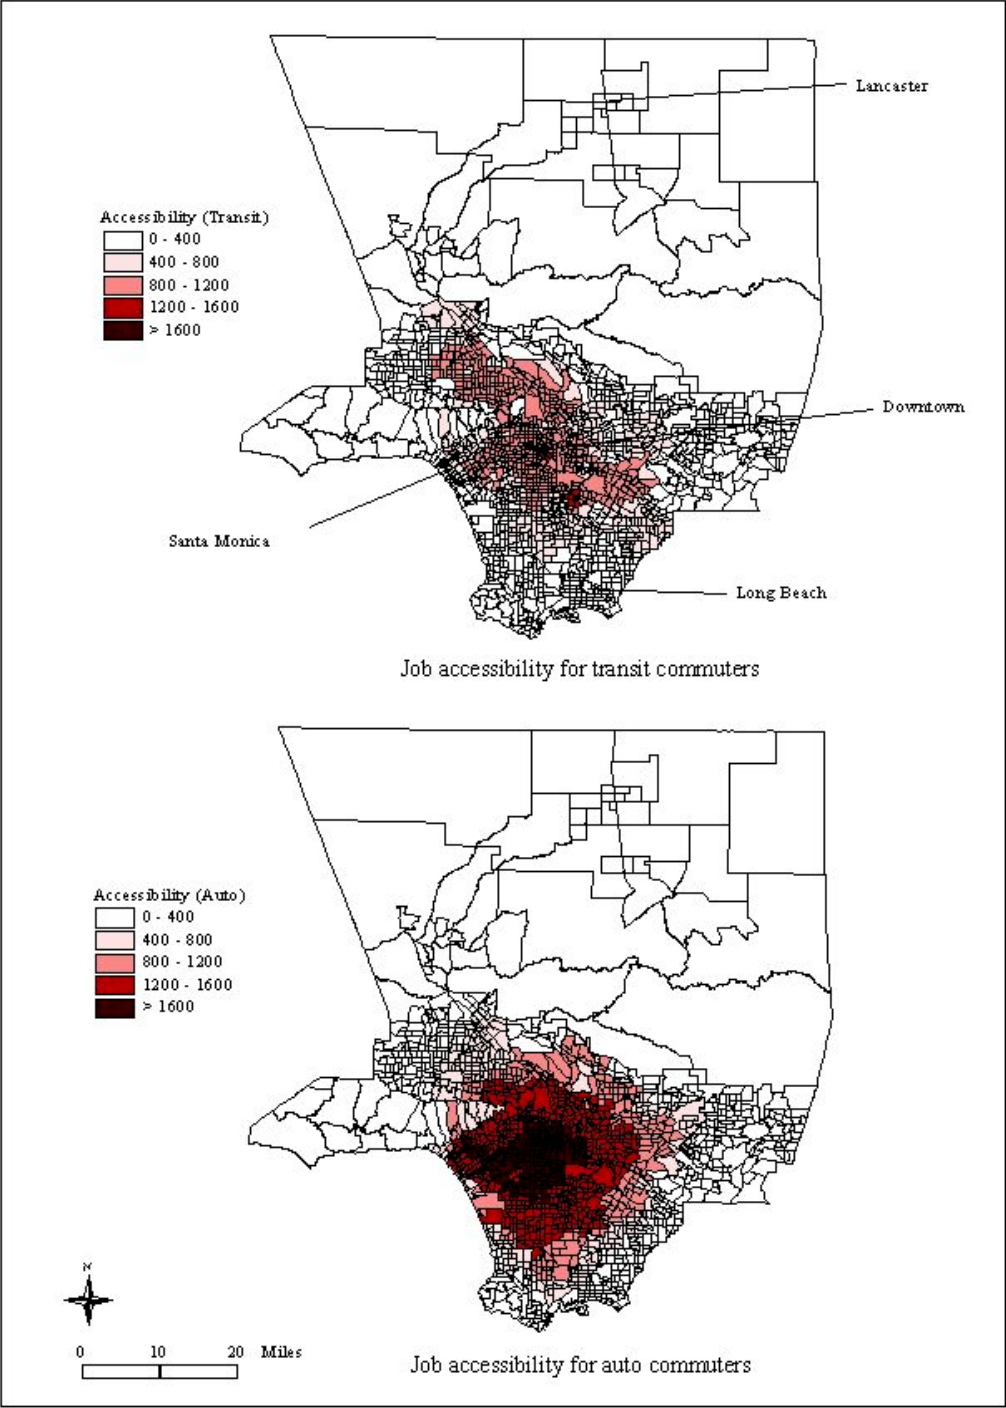 Lancaster
Accessibility (Transit)
0 - 400
400 - 800
800 - 1200
1200 - 1600
> 1600
Downtown
Santa Monica
Long Beach
Job accessibility for transit commuters
Accessibility (Auto)
0 - 400
400 - 800
800 - 1200
1200 - 1600
> 1600
N
0 10 20 Miles
Job accessibility for auto commuters